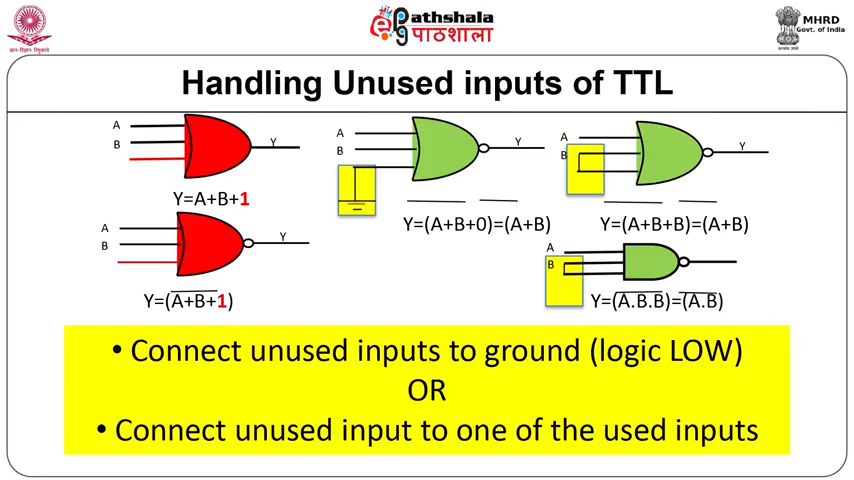 ज्ञान-विज्ञान विमुक्तये
ePathshala
पाठशाला
MHRD
Govt. of India
Handling Unused inputs of TTL
A
B
Y
Y=A+B+1
A
B
Y
Y=(A+B+0)=(A+B)
A
B
Y
Y=(A+B+B)=(A+B)
A
B
Y
Y=(A+B+1)
A
B
Y=(A.B.B)=(A.B)
• Connect unused inputs to ground (logic LOW)
OR
• Connect unused input to one of the used inputs